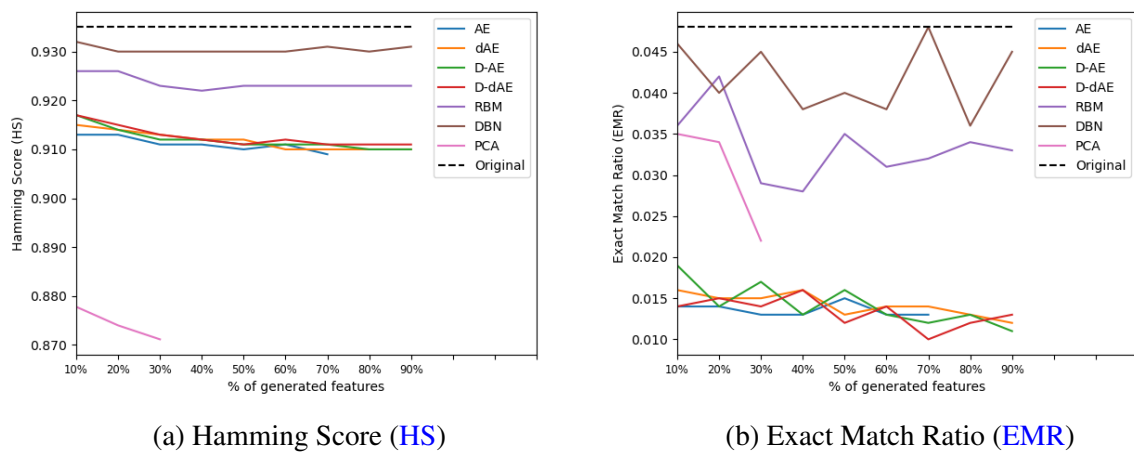 0.930
0.920
0.910
0.900
0.890
0.880
0.870
Hamming Score (HS)
10% 20% 30% 40% 50% 60% 70% 80% 90%
% of generated features
AE
dAE
D-AE
D-dAE
RBM
DBN
PCA
Original
(a) Hamming Score (HS)
0.045
0.040
0.035
0.030
0.025
0.020
0.015
0.010
Exact Match Ratio (EMR)
10% 20% 30% 40% 50% 60% 70% 80% 90%
% of generated features
AE
dAE
D-AE
D-dAE
RBM
DBN
PCA
Original
(b) Exact Match Ratio (EMR)